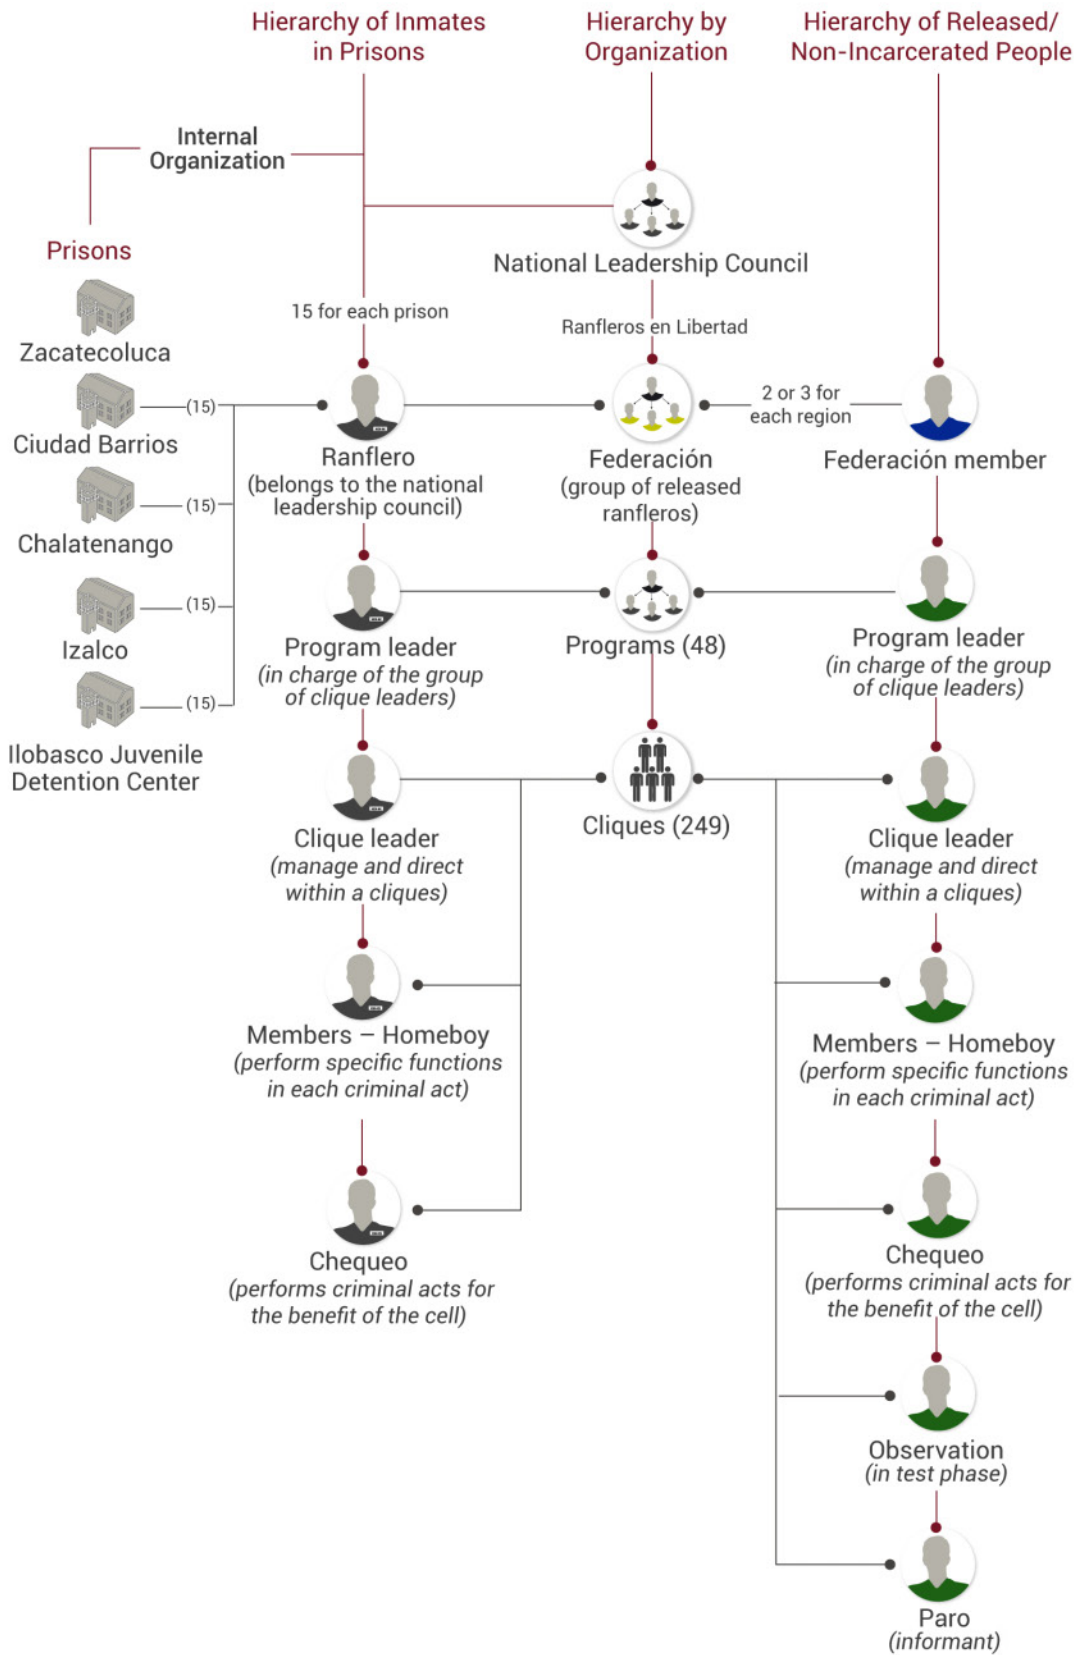 Hierarchy of Inmates
in Prisons
Hierarchy by
Organization
Hierarchy of Released/
Non-Incarcerated People
Internal
Organization
Prisons
National Leadership Council
15 for each prison
Ranfleros en Libertad
Zacatecoluca
(15)
Ciudad Barrios
(15)
Chalatenango
(15)
Izalco
(15)
Ilobasco Juvenile
Detention Center
Ranflero
(belongs to the national
leadership council)
Federación
(group of released
ranfleros)
2 or 3 for
each region
Federación member
Program leader
(in charge of the group
of clique leaders)
Programs (48)
Program leader
(in charge of the group
of clique leaders)
Clique leader
(manage and direct
within a cliques)
Cliques (249)
Clique leader
(manage and direct
within a cliques)
Members – Homeboy
(perform specific functions
in each criminal act)
Members – Homeboy
(perform specific functions
in each criminal act)
Chequeo
(performs criminal acts for
the benefit of the cell)
Chequeo
(performs criminal acts for
the benefit of the cell)
Observation
(in test phase)
Paro
(informant)